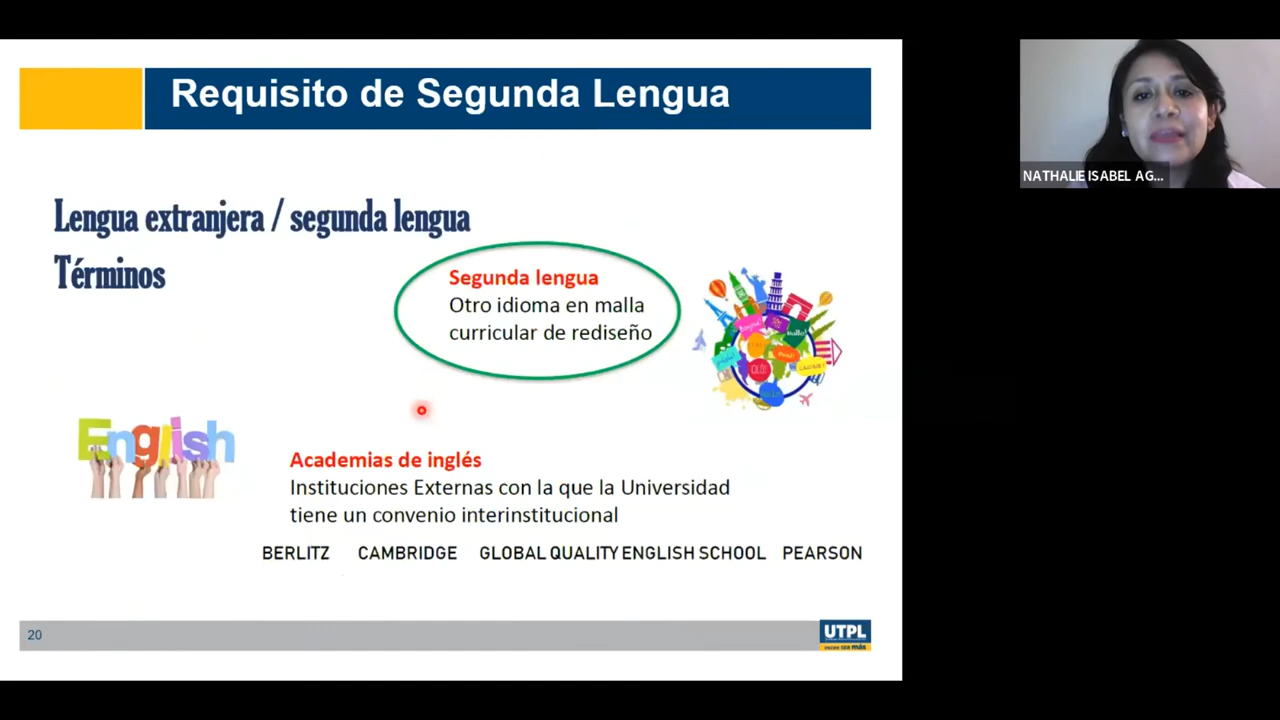 Requisito de Segunda Lengua
NATHALIE ISABEL AG...
Lengua extranjera / segunda lengua
Términos
Segunda lengua
Otro idioma en malla
curricular de rediseño
English
Academias de inglés
Instituciones Externas con la que la Universidad
tiene un convenio interinstitucional
BERLITZ CAMBRIDGE GLOBAL QUALITY ENGLISH SCHOOL PEARSON
20
UTPL